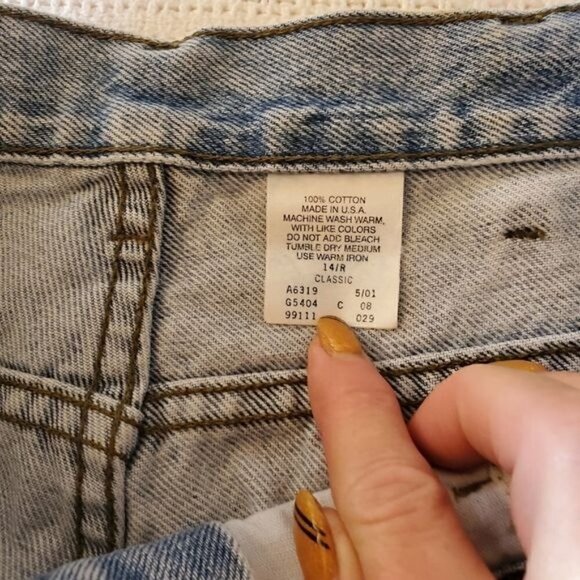 100% COTTON
MADE IN U.S.A.
MACHINE WASH WARM,
WITH LIKE COLORS
DO NOT ADD BLEACH
TUMBLE DRY MEDIUM
USE WARM IRON
14/R
CLASSIC
A6319 5/01
G5404 C 08
99111 029